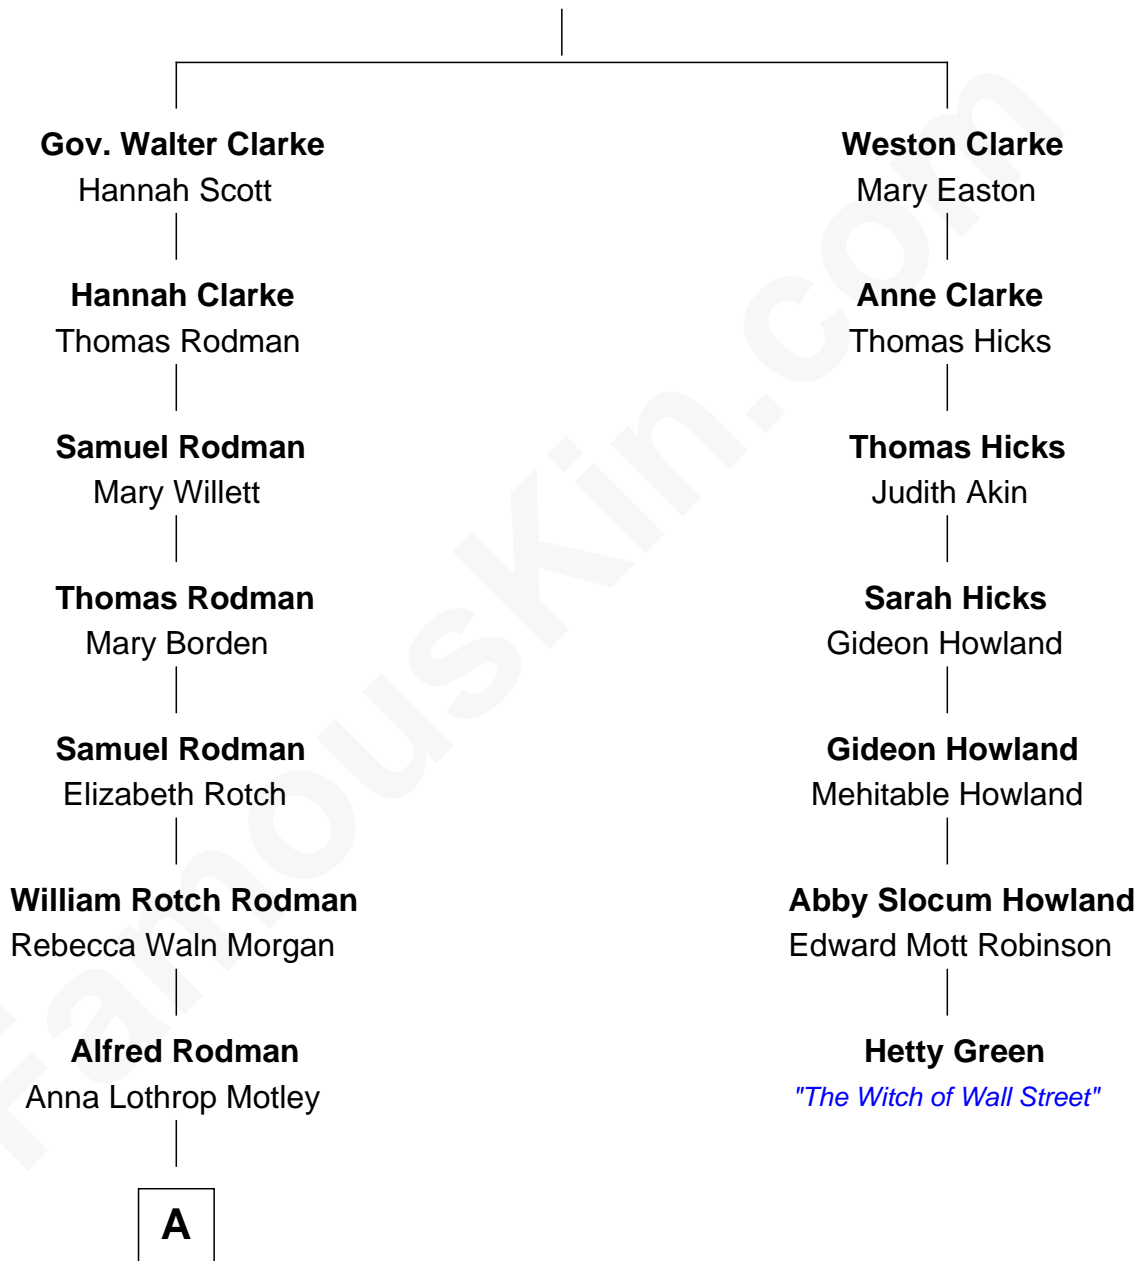 Gov. Walter Clarke
Hannah Scott
Hannah Clarke
Thomas Rodman
Samuel Rodman
Mary Willett
Thomas Rodman
Mary Borden
Samuel Rodman
Elizabeth Rotch
William Rotch Rodman
Rebecca Waln Morgan
Alfred Rodman
Anna Lothrop Motley
A
Weston Clarke
Mary Easton
Anne Clarke
Thomas Hicks
Thomas Hicks
Judith Akin
Sarah Hicks
Gideon Howland
Gideon Howland
Mehitable Howland
Abby Slocum Howland
Edward Mott Robinson
Hetty Green
"The Witch of Wall Street"
FamousKin.com